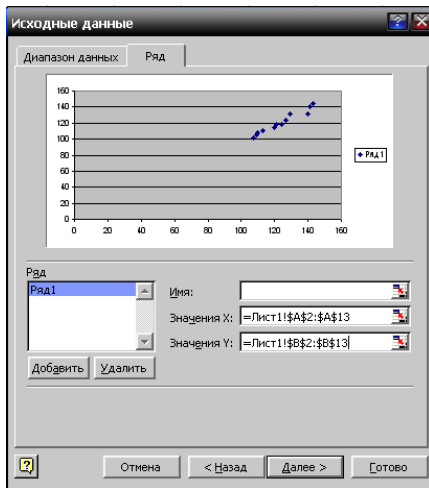 Исходные данные
Диапазон данных Ряд
160
140
120
100
80
60
40
20
0
0 20 40 60 80 100 120 140 160
Ряд1
Ряд
Ряд1
Имя:
Значения X: =Лист1!$A$2:$A$13
Значения Y: =Лист1!$B$2:$B$13
Добавить Удалить
Отмена < Назад Далее > Готово